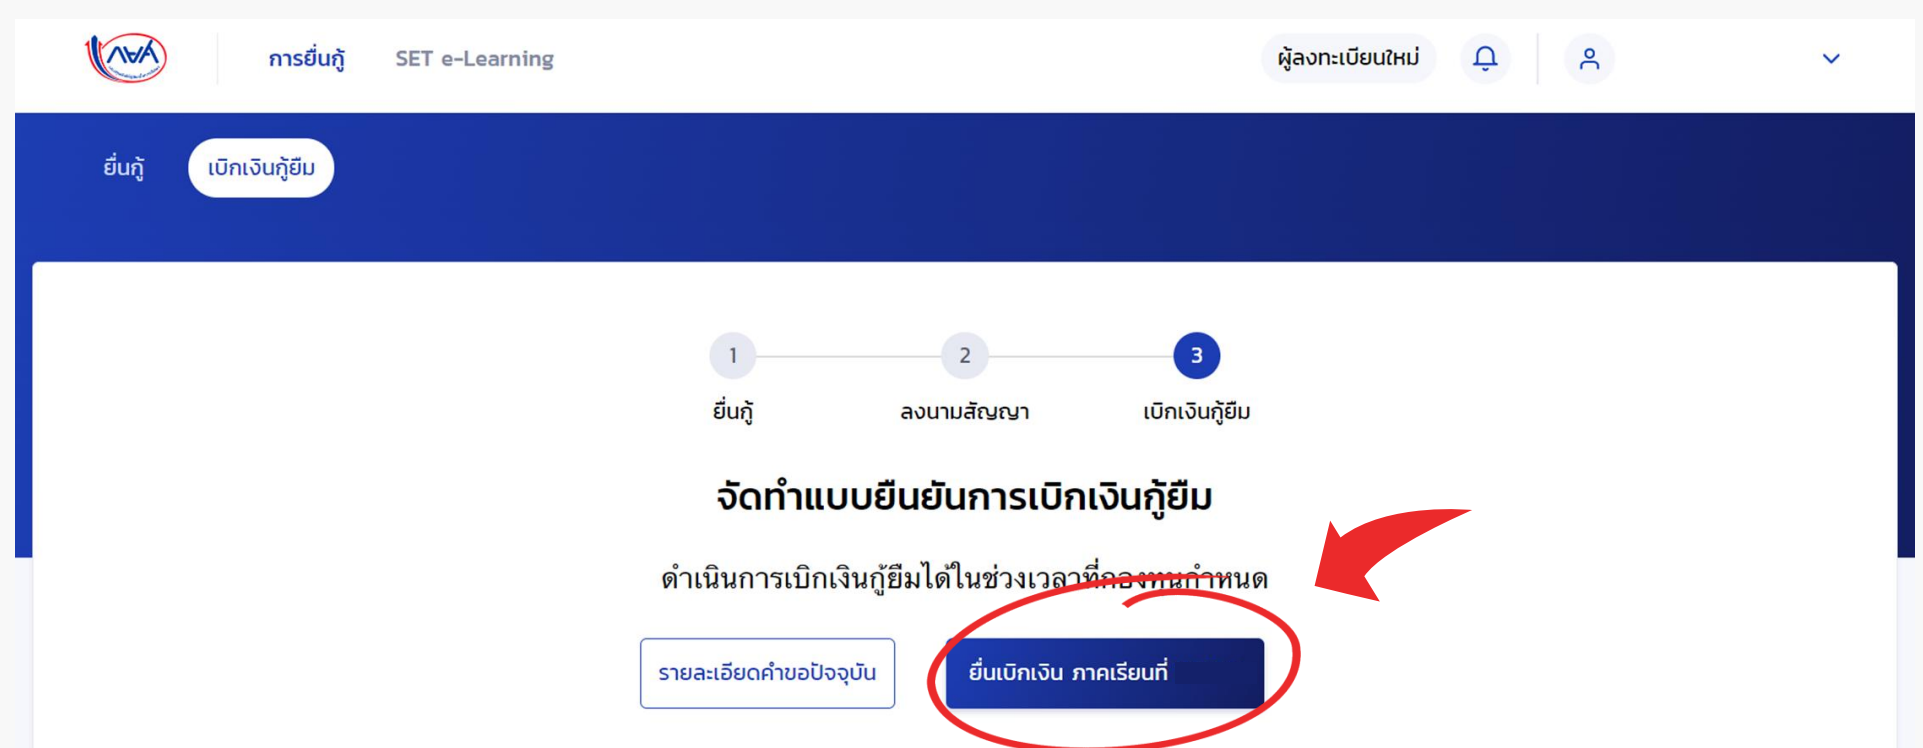 กยศ
การยื่นกู้ SET e-Learning ผู้ลงทะเบียนใหม่
ยื่นกู้ เบิกเงินกู้ยืม
1 2 3
ยื่นกู้ ลงนามสัญญา เบิกเงินกู้ยืม
จัดทำแบบยืนยันการเบิกเงินกู้ยืม
ดำเนินการเบิกเงินกู้ยืมได้ในช่วงเวลาที่กองทุนกำหนด
รายละเอียดคำขอปัจจุบัน ยื่นเบิกเงิน ภาคเรียนที่